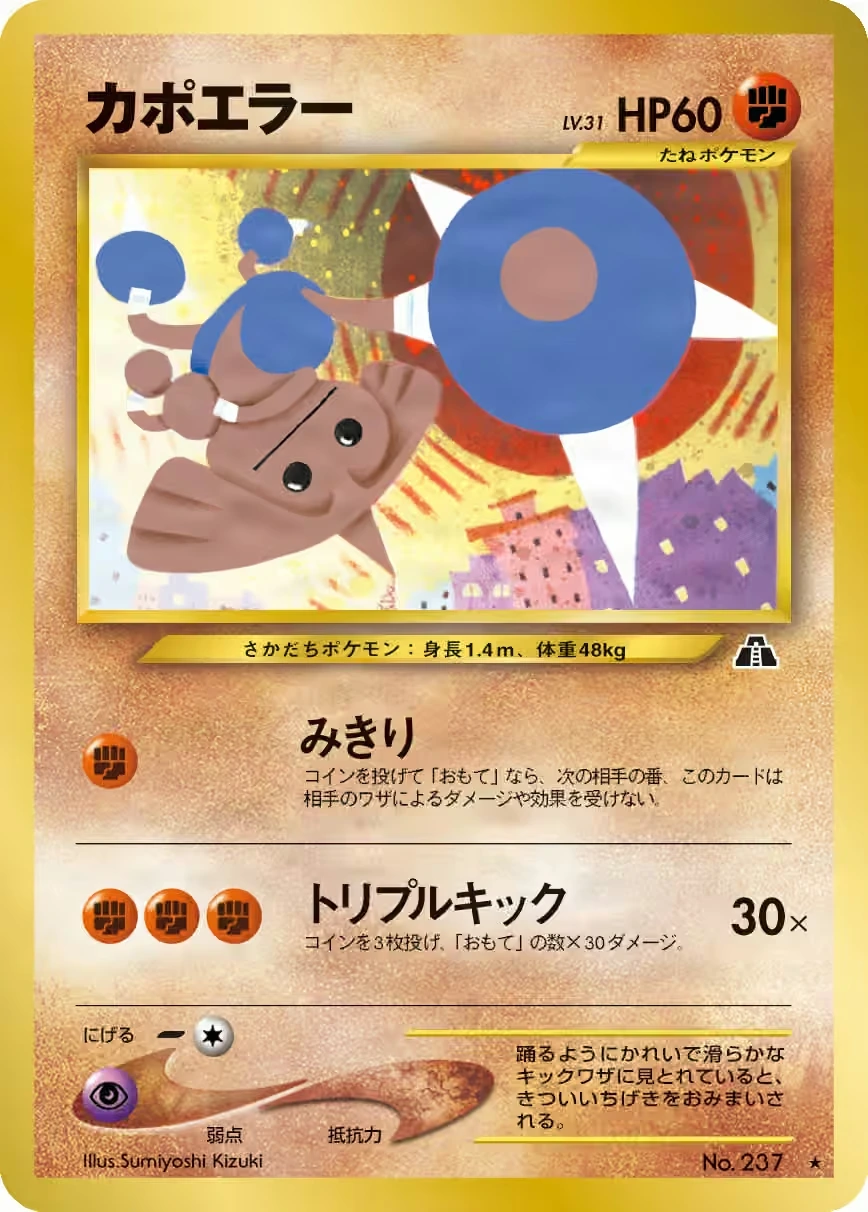 カポエラー
LV.31 HP60
たねポケモン
さかだちポケモン：身長1.4m、体重48kg
みきり
コインを投げて「おもて」なら、次の相手の番、このカードは
相手のワザによるダメージや効果を受けない。
トリプルキック
30×
コインを3枚投げ、「おもて」の数×30ダメージ。
にげる
弱点
抵抗力
踊るようにかれいで滑らかな
キックワザに見とれていると、
きついいちげきをおみまいさ
れる。
Illus.Sumiyoshi Kizuki
No. 237 ★